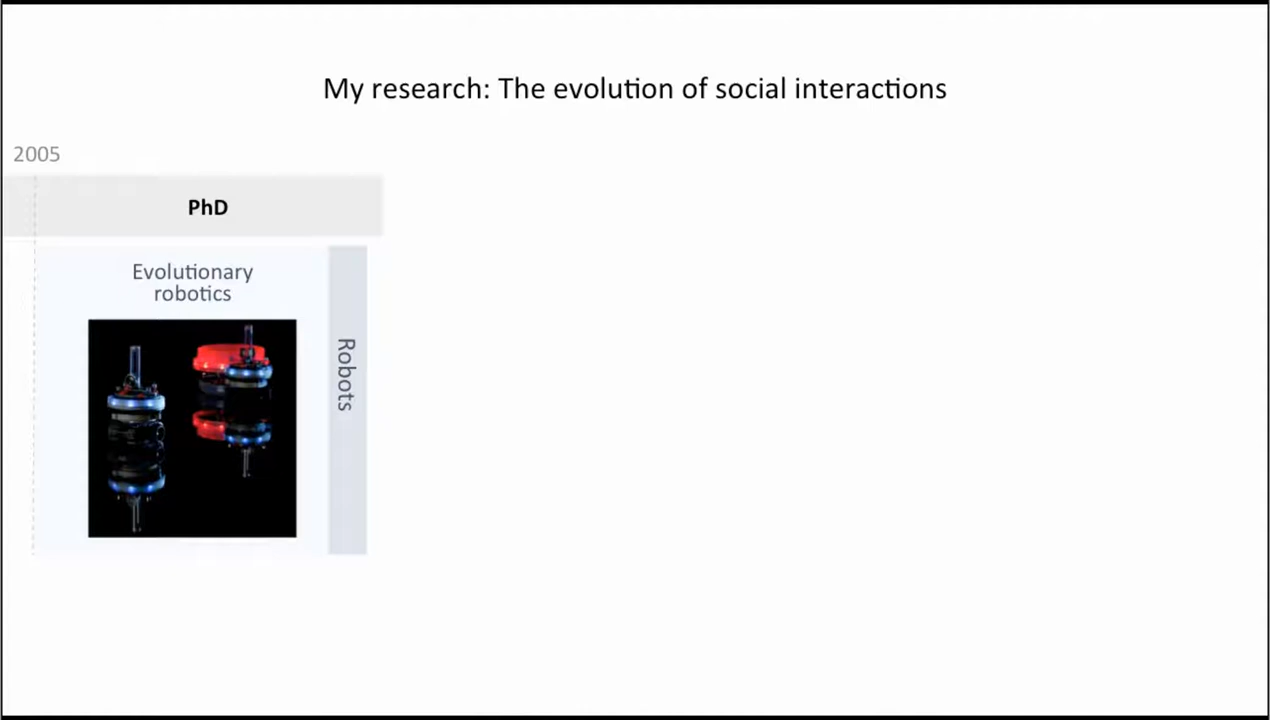 My research: The evolution of social interactions
2005
PhD
Evolutionary
robotics
Robots